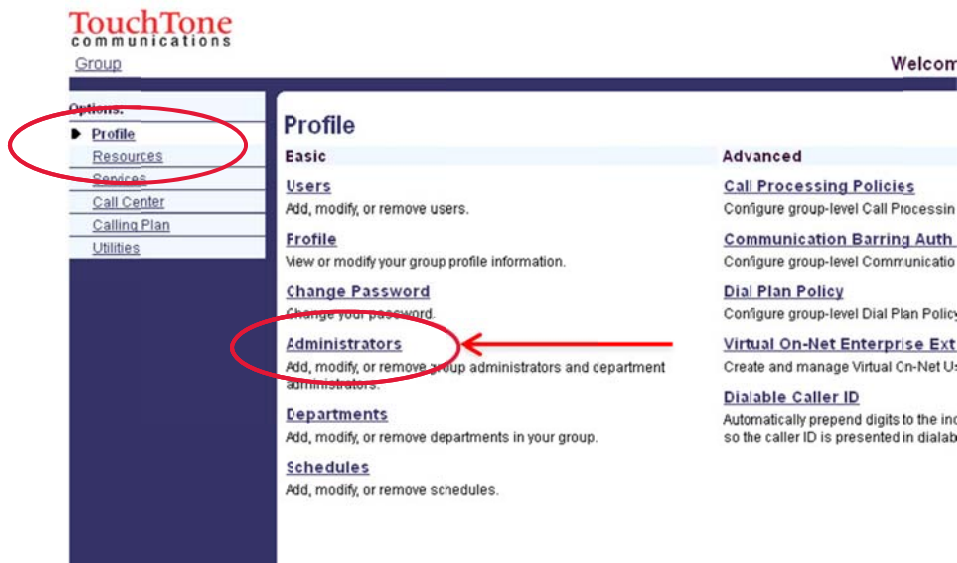 TouchTone
communications
Group
Welcom
Options:
Profile
Resources
Services
Call Center
Calling Plan
Utilities
Profile
Basic
Users
Add, modify, or remove users.
Profile
View or modify your group profile information.
Change Password
Change your password.
Administrators
Add, modify, or remove group administrators and department
administrators.
Departments
Add, modify, or remove departments in your group.
Schedules
Add, modify, or remove schedules.
Advanced
Call Processing Policies
Configure group-level Call Processin
Communication Barring Auth
Configure group-level Communicatio
Dial Plan Policy
Configure group-level Dial Plan Policy
Virtual On-Net Enterprise Ext
Create and manage Virtual On-Net Us
Dialable Caller ID
Automatically prepend digits to the inc
so the caller ID is presented in dialab